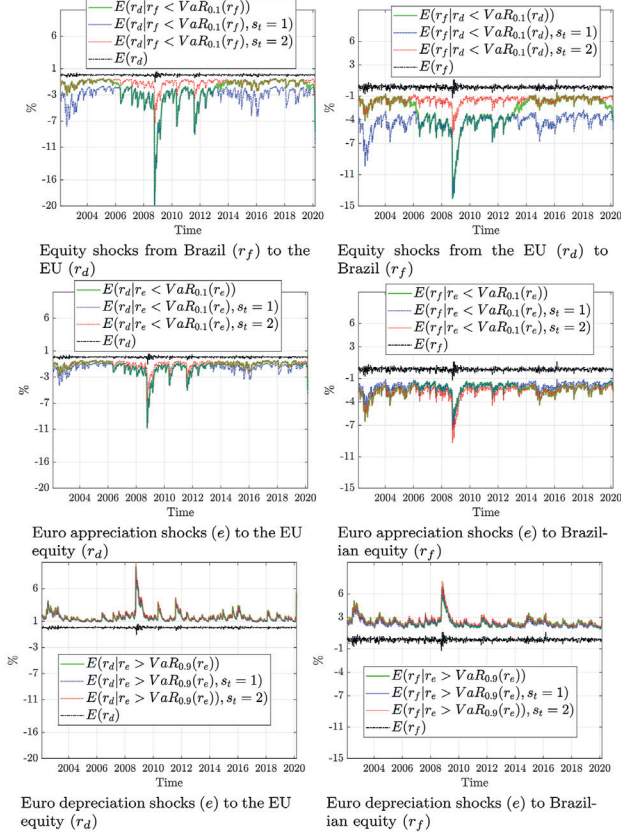 E(r_d|r_f < VaR_0.1(r_f))
E(r_d|r_f < VaR_0.1(r_f), s_t = 1)
E(r_d|r_f < VaR_0.1(r_f), s_t = 2)
E(r_d)
%
6
1
-3
-7
-11
-16
-20
2004 2006 2008 2010 2012 2014 2016 2018 2020
Time
Equity shocks from Brazil (r_f) to the
EU (r_d)
E(r_f|r_d < VaR_0.1(r_d))
E(r_f|r_d < VaR_0.1(r_d), s_t = 1)
E(r_f|r_d < VaR_0.1(r_d), s_t = 2)
E(r_f)
%
6
3
-1
-4
-7
-11
-15
2004 2006 2008 2010 2012 2014 2016 2018 2020
Time
Equity shocks from the EU (r_d) to
Brazil (r_f)
E(r_d|r_e < VaR_0.1(r_e))
E(r_d|r_e < VaR_0.1(r_e), s_t = 1)
E(r_d|r_e < VaR_0.1(r_e), s_t = 2)
E(r_d)
%
6
1
-3
-7
-11
-16
-20
2004 2006 2008 2010 2012 2014 2016 2018 2020
Time
Euro appreciation shocks (e) to the EU
equity (r_d)
E(r_f|r_e < VaR_0.1(r_e))
E(r_f|r_e < VaR_0.1(r_e), s_t = 1)
E(r_f|r_e < VaR_0.1(r_e), s_t = 2)
E(r_f)
%
6
3
-1
-4
-7
-11
-15
2004 2006 2008 2010 2012 2014 2016 2018 2020
Time
Euro appreciation shocks (e) to Brazil-
ian equity (r_f)
%
6
1
-3
-7
-11
-16
-20
E(r_d|r_e > VaR_0.9(r_e))
E(r_d|r_e > VaR_0.9(r_e), s_t = 1)
E(r_d|r_e > VaR_0.9(r_e)), s_t = 2)
E(r_d)
2004 2006 2008 2010 2012 2014 2016 2018 2020
Time
Euro depreciation shocks (e) to the EU
equity (r_d)
%
6
3
-1
-4
-7
-11
-15
E(r_f|r_e > VaR_0.9(r_e))
E(r_f|r_e > VaR_0.9(r_e), s_t = 1)
E(r_f|r_e > VaR_0.9(r_e)), s_t = 2)
E(r_f)
2004 2006 2008 2010 2012 2014 2016 2018 2020
Time
Euro depreciation shocks (e) to Brazil-
ian equity (r_f)